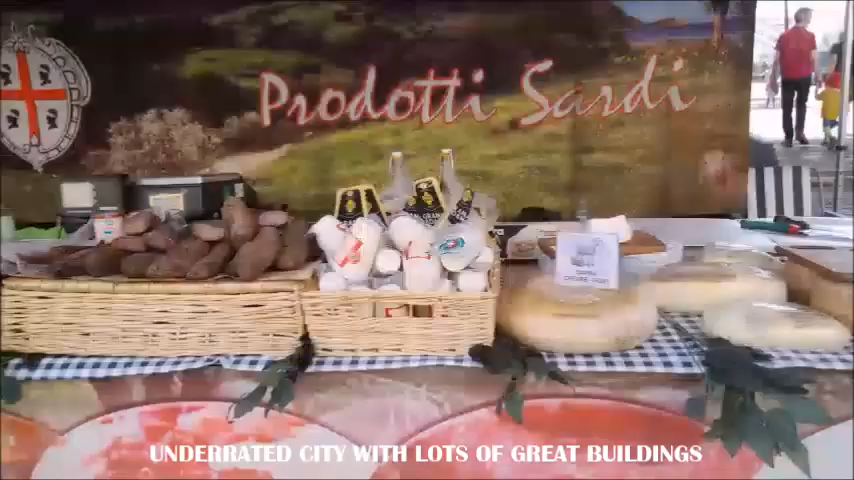 Prodotti Sardi
UNDERRATED CITY WITH LOTS OF GREAT BUILDINGS